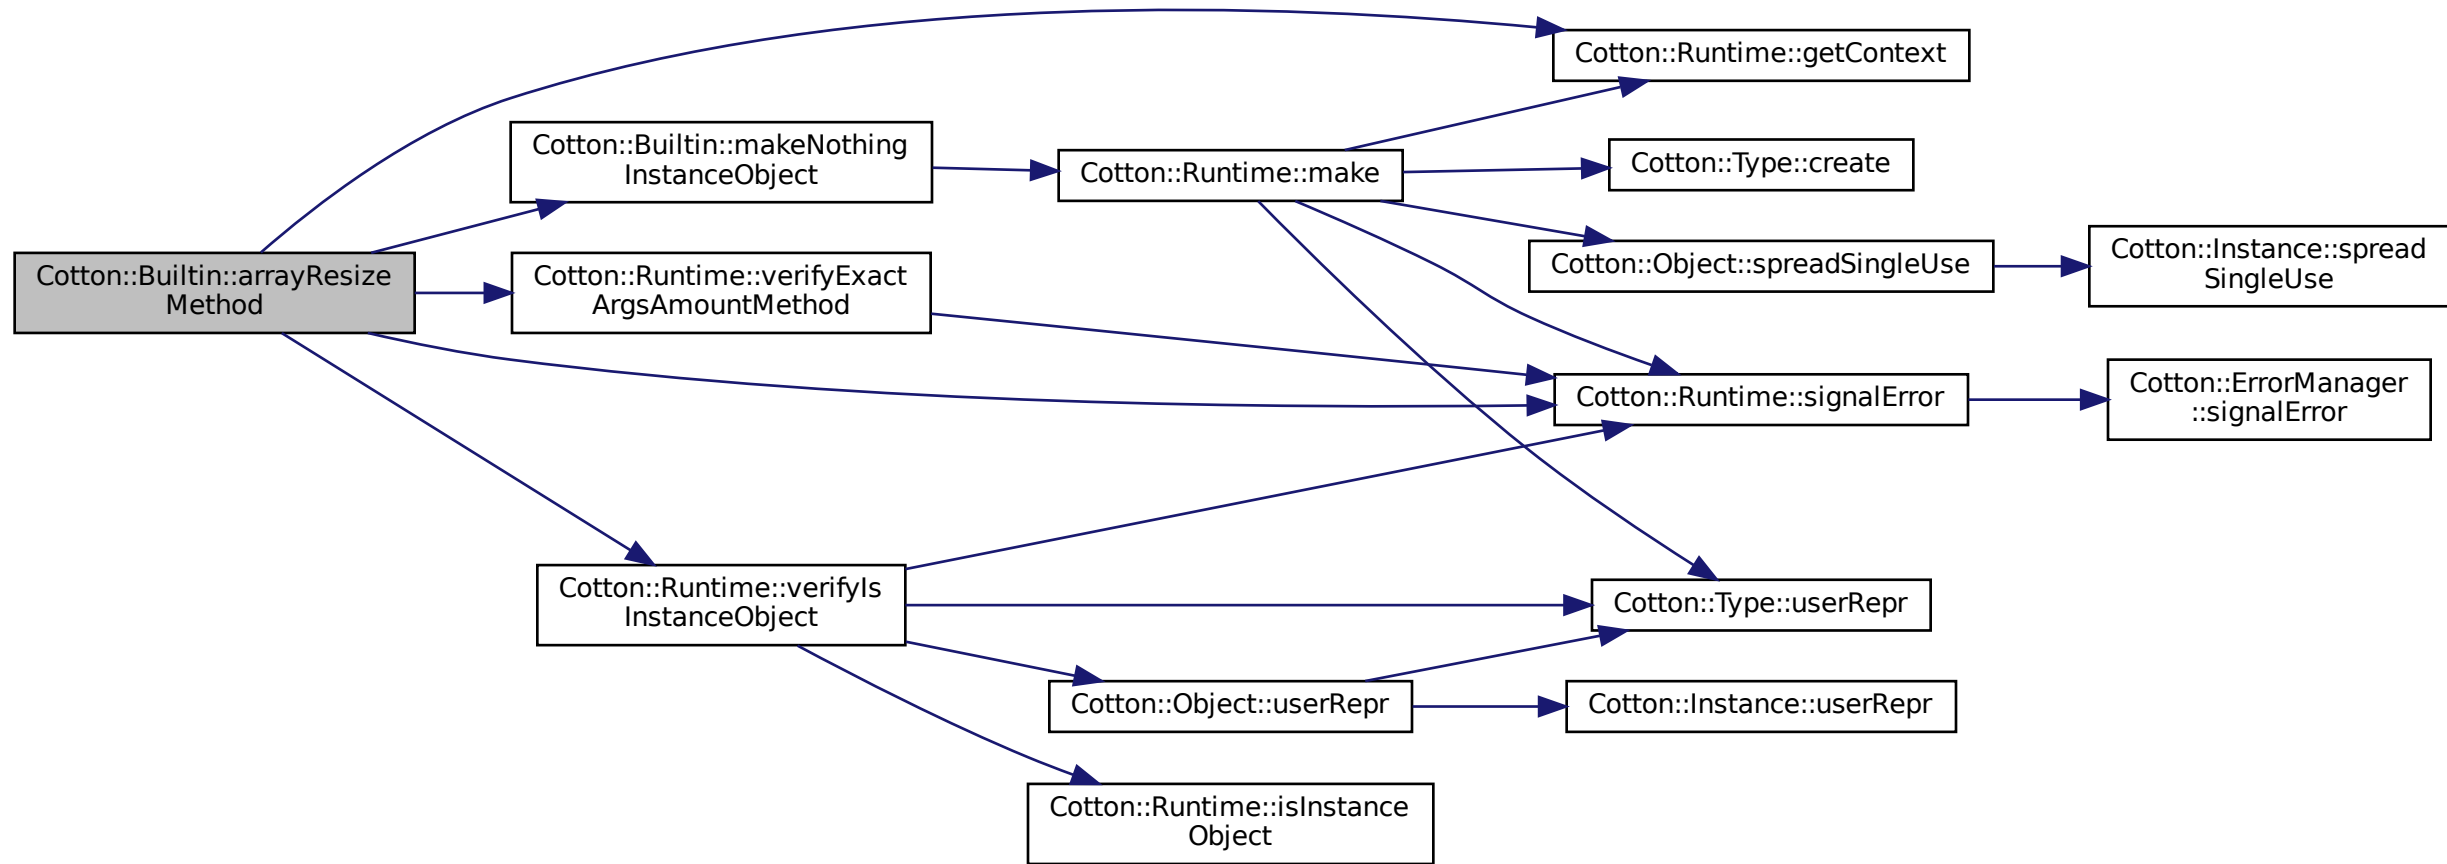 Cotton::Builtin::arrayResize
Method
Cotton::Runtime::getContext
Cotton::Builtin::makeNothing
InstanceObject
Cotton::Runtime::make
Cotton::Type::create
Cotton::Object::spreadSingleUse
Cotton::Instance::spread
SingleUse
Cotton::Runtime::verifyExact
ArgsAmountMethod
Cotton::Runtime::signalError
Cotton::ErrorManager
::signalError
Cotton::Runtime::verifyIs
InstanceObject
Cotton::Type::userRepr
Cotton::Object::userRepr
Cotton::Instance::userRepr
Cotton::Runtime::isInstance
Object